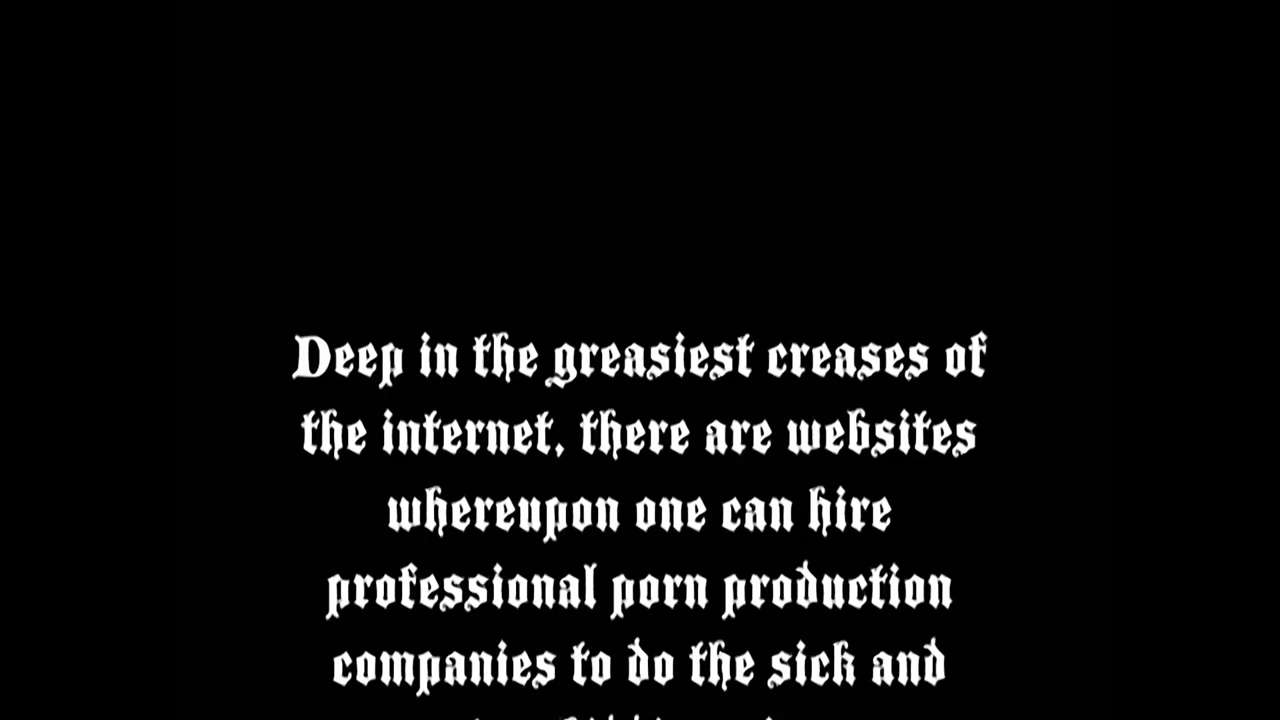 Deep in the greasiest creases of
the internet, there are websites
whereupon one can hire
professional porn production
companies to do the sick and